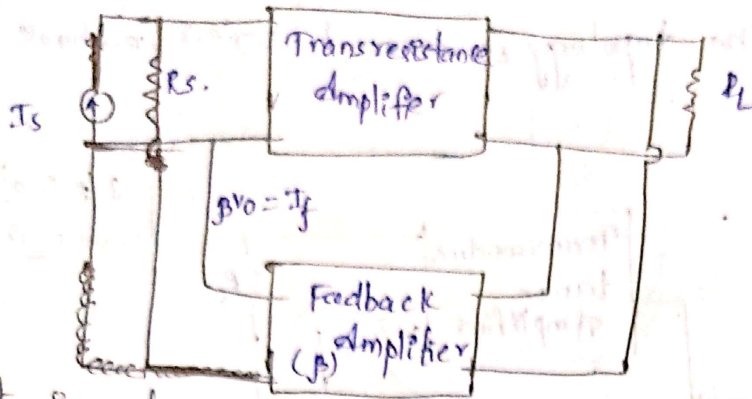 Transresistance
Amplifier
Rs.
Is
RL
βVo = If
Feedback
Amplifier
(β)